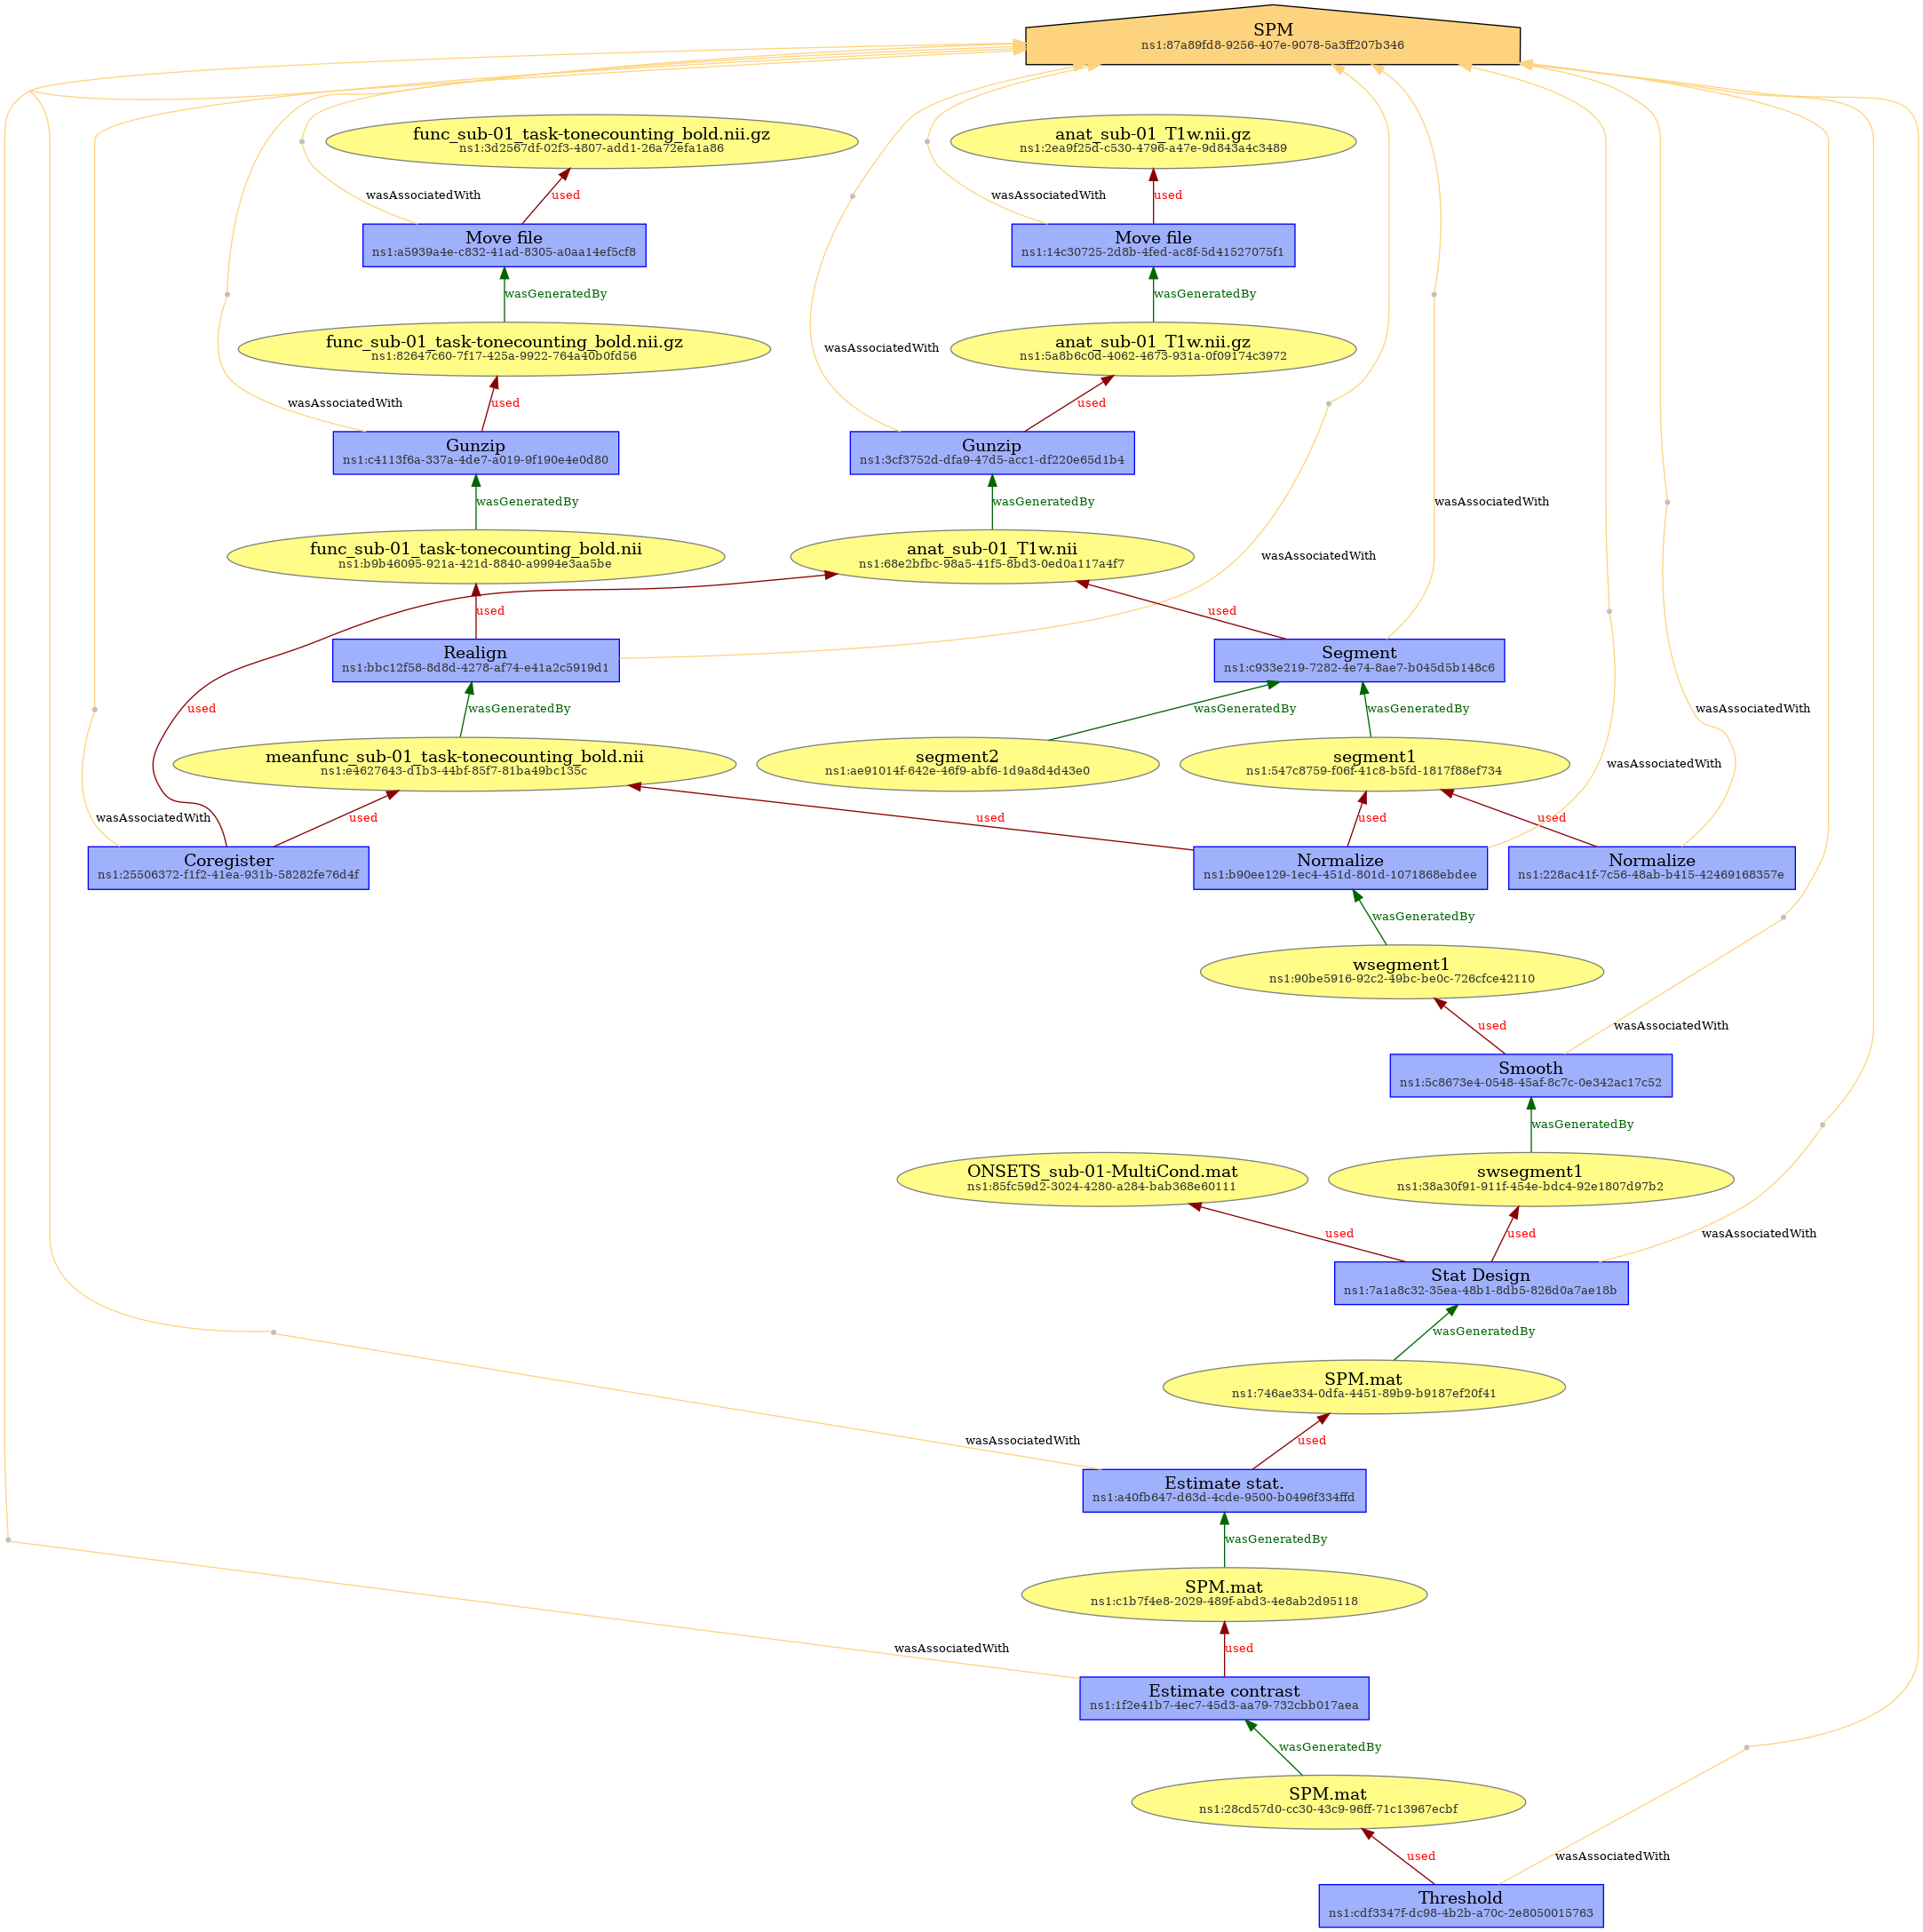 SPM
ns1:87a89fd8-9256-407e-9078-5a3ff207b346
func_sub-01_task-tonecounting_bold.nii.gz
ns1:3d2567df-02f3-4807-add1-26a72efa1a86
anat_sub-01_T1w.nii.gz
ns1:2ea9f25d-c530-4796-a47e-9d843a4c3489
wasAssociatedWith
used
wasAssociatedWith
used
Move file
ns1:a5939a4e-c832-41ad-8305-a0aa14ef5cf8
Move file
ns1:14c30725-2d8b-4fed-ac8f-5d41527075f1
wasGeneratedBy
wasGeneratedBy
func_sub-01_task-tonecounting_bold.nii.gz
ns1:82647c60-7f17-425a-9922-764a40b0fd56
wasAssociatedWith
anat_sub-01_T1w.nii.gz
ns1:5a8b6c0d-4062-4673-931a-0f09174c3972
wasAssociatedWith
used
used
Gunzip
ns1:c4113f6a-337a-4de7-a019-9f190e4e0d80
Gunzip
ns1:3cf3752d-dfa9-47d5-acc1-df220e65d1b4
wasGeneratedBy
wasGeneratedBy
wasAssociatedWith
func_sub-01_task-tonecounting_bold.nii
ns1:b9b46095-921a-421d-8840-a9994e3aa5be
anat_sub-01_T1w.nii
ns1:68e2bfbc-98a5-41f5-8bd3-0ed0a117a4f7
wasAssociatedWith
used
used
Realign
ns1:bbc12f58-8d8d-4278-af74-e41a2c5919d1
Segment
ns1:c933e219-7282-4e74-8ae7-b045d5b148c6
used
wasGeneratedBy
wasGeneratedBy
wasGeneratedBy
wasAssociatedWith
meanfunc_sub-01_task-tonecounting_bold.nii
ns1:e4627643-d1b3-44bf-85f7-81ba49bc135c
segment2
ns1:ae91014f-642e-46f9-abf6-1d9a8d4d43e0
segment1
ns1:547c8759-f06f-41c8-b5fd-1817f88ef734
wasAssociatedWith
wasAssociatedWith
used
used
used
used
Coregister
ns1:25506372-f1f2-41ea-931b-58282fe76d4f
Normalize
ns1:b90ee129-1ec4-451d-801d-1071868ebdee
Normalize
ns1:228ac41f-7c56-48ab-b415-42469168357e
wasGeneratedBy
wsegment1
ns1:90be5916-92c2-49bc-be0c-726cfce42110
used
wasAssociatedWith
Smooth
ns1:5c8673e4-0548-45af-8c7c-0e342ac17c52
wasGeneratedBy
ONSETS_sub-01-MultiCond.mat
ns1:85fc59d2-3024-4280-a284-bab368e60111
swsegment1
ns1:38a30f91-911f-454e-bdc4-92e1807d97b2
used
used
wasAssociatedWith
Stat Design
ns1:7a1a8c32-35ea-48b1-8db5-826d0a7ae18b
wasGeneratedBy
SPM.mat
ns1:746ae334-0dfa-4451-89b9-b9187ef20f41
wasAssociatedWith
used
Estimate stat.
ns1:a40fb647-d63d-4cde-9500-b0496f334ffd
wasGeneratedBy
SPM.mat
ns1:c1b7f4e8-2029-489f-abd3-4e8ab2d95118
wasAssociatedWith
used
Estimate contrast
ns1:1f2e41b7-4ec7-45d3-aa79-732cbb017aea
wasGeneratedBy
SPM.mat
ns1:28cd57d0-cc30-43c9-96ff-71c13967ecbf
used
wasAssociatedWith
Threshold
ns1:cdf3347f-dc98-4b2b-a70c-2e8050015763